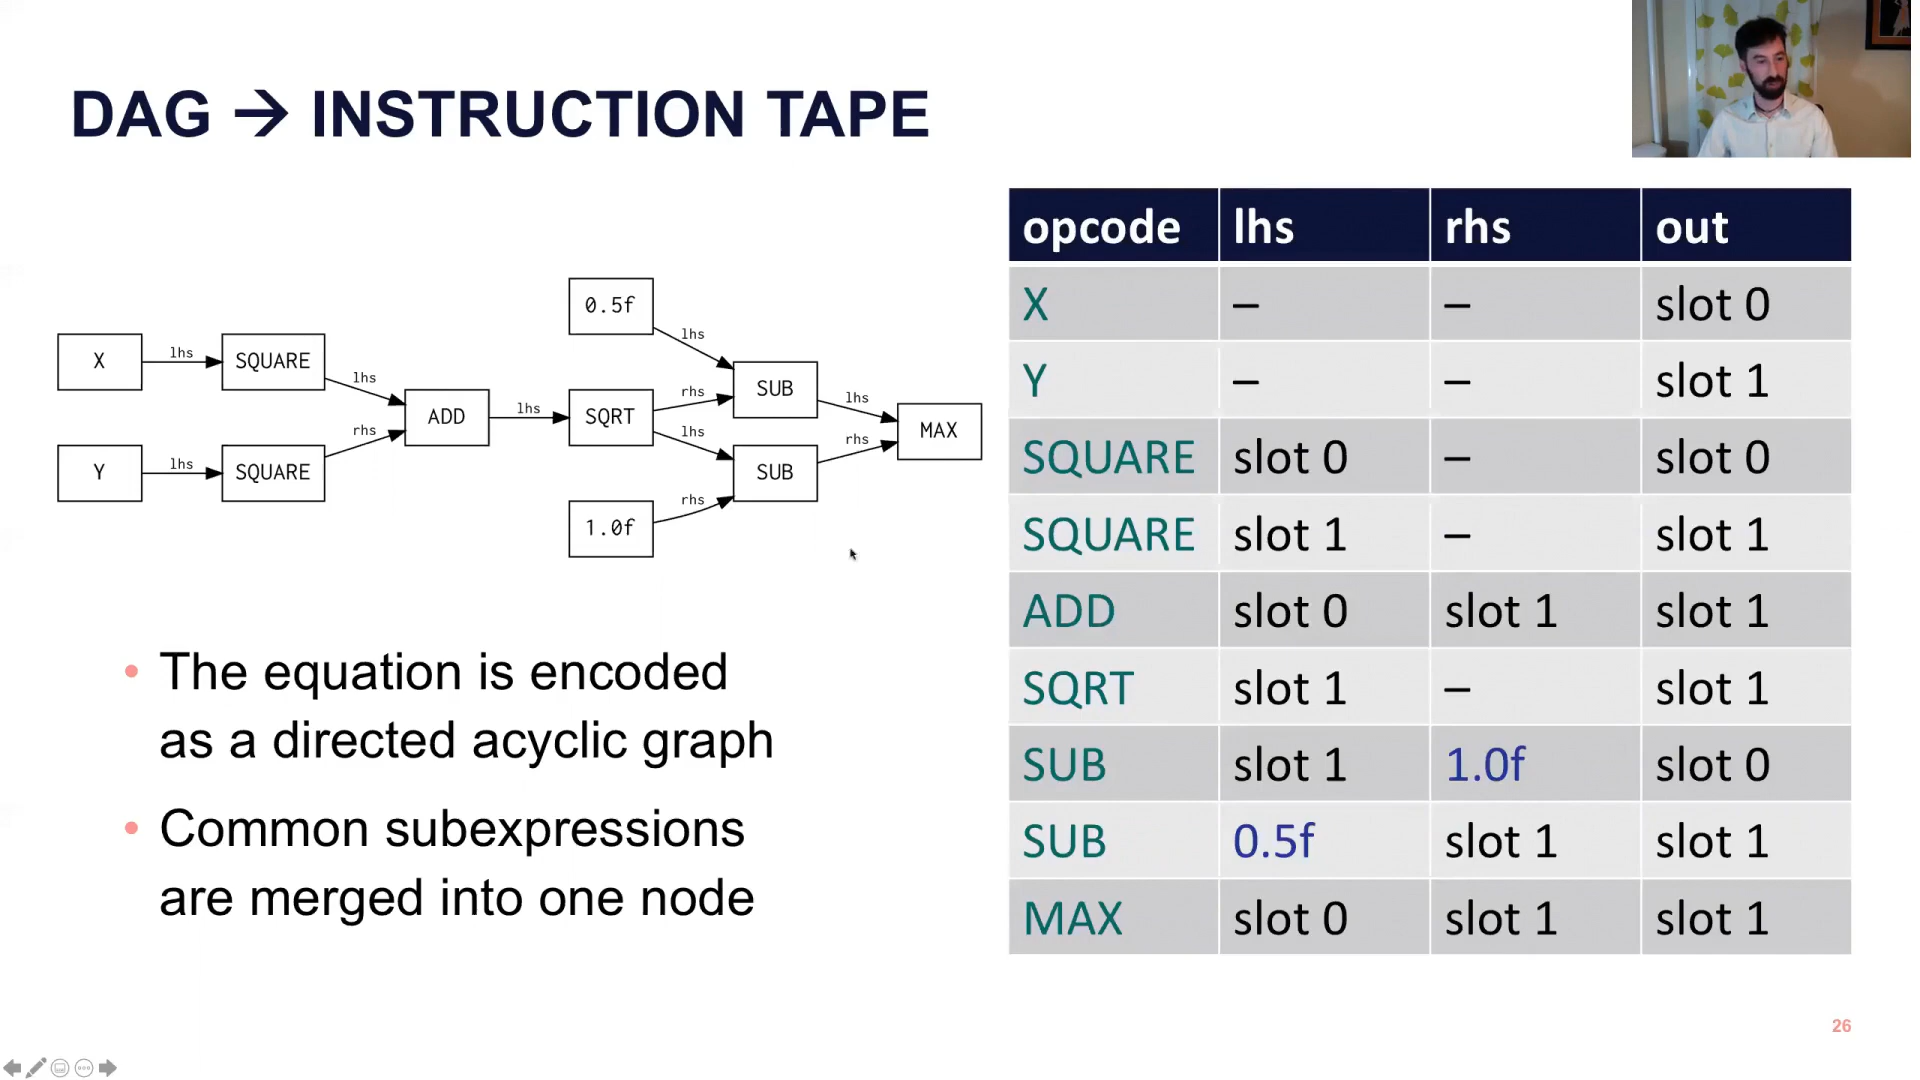 DAG → INSTRUCTION TAPE
0.5f
lhs
X
lhs
SQUARE
lhs
SUB
lhs
rhs
ADD
lhs
SQRT
rhs
lhs
MAX
Y
lhs
SQUARE
rhs
SUB
rhs
1.0f
rhs
• The equation is encoded
as a directed acyclic graph
• Common subexpressions
are merged into one node
opcode lhs rhs out
X – – slot 0
Y – – slot 1
SQUARE slot 0 – slot 0
SQUARE slot 1 – slot 1
ADD slot 0 slot 1 slot 1
SQRT slot 1 – slot 1
SUB slot 1 1.0f slot 0
SUB 0.5f slot 1 slot 1
MAX slot 0 slot 1 slot 1
26